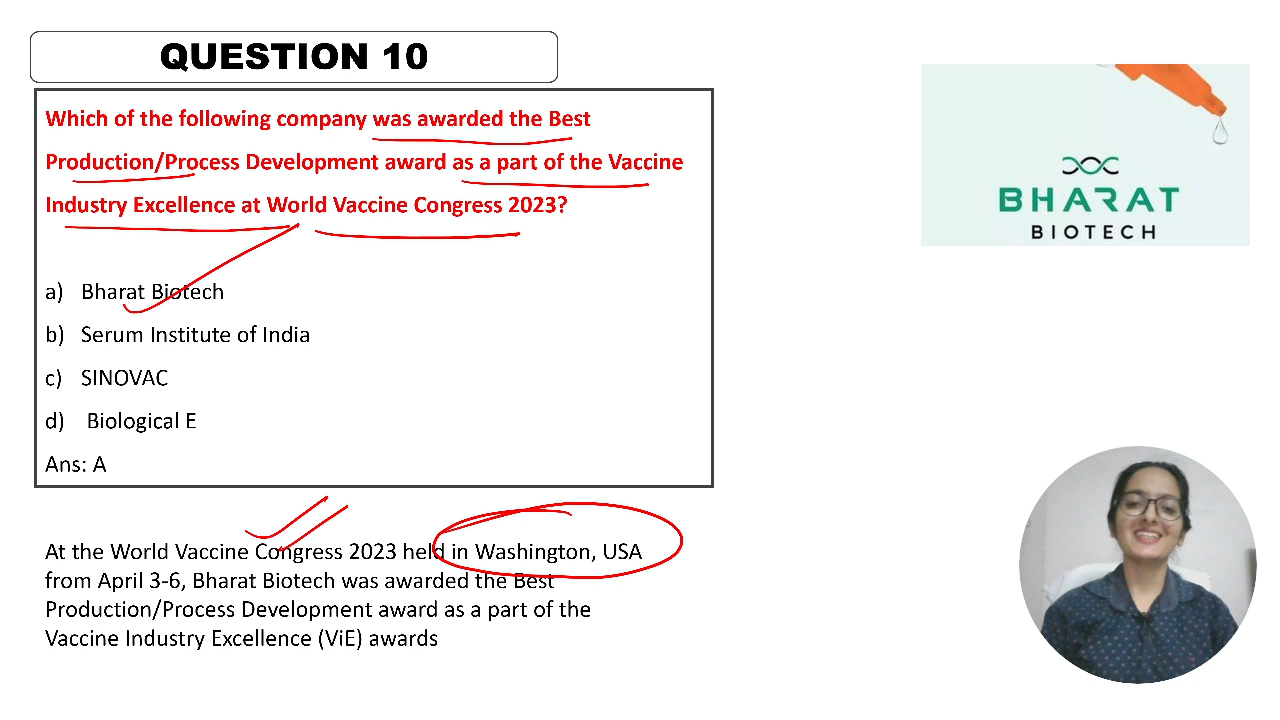 QUESTION 10
Which of the following company was awarded the Best
Production/Process Development award as a part of the Vaccine
Industry Excellence at World Vaccine Congress 2023?
a) Bharat Biotech
b) Serum Institute of India
c) SINOVAC
d) Biological E
Ans: A
At the World Vaccine Congress 2023 held in Washington, USA
from April 3-6, Bharat Biotech was awarded the Best
Production/Process Development award as a part of the
Vaccine Industry Excellence (ViE) awards
BHARAT
BIOTECH